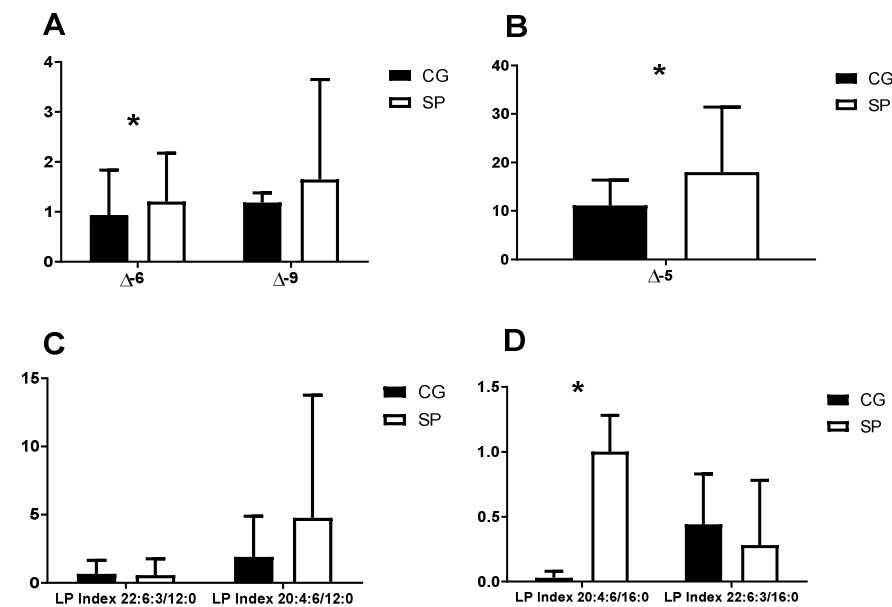 A
4
3
2
1
0
*
Δ-6
Δ-9
CG
SP
B
40
30
20
10
0
*
Δ-5
CG
SP
C
15
10
5
0
LP Index 22:6:3/12:0
LP Index 20:4:6/12:0
CG
SP
D
1.5
1.0
0.5
0.0
*
LP Index 20:4:6/16:0
LP Index 22:6:3/16:0
CG
SP